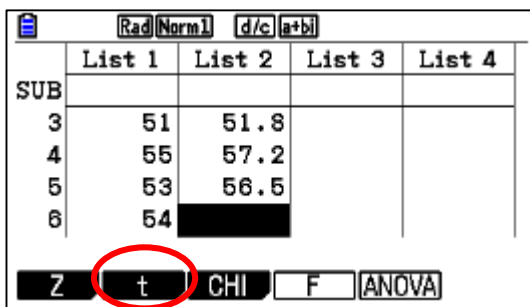 Rad Norm1 d/c a+bi
List 1 List 2 List 3 List 4
SUB
3 51 51.8
4 55 57.2
5 53 56.5
6 54
Z t CHI F ANOVA